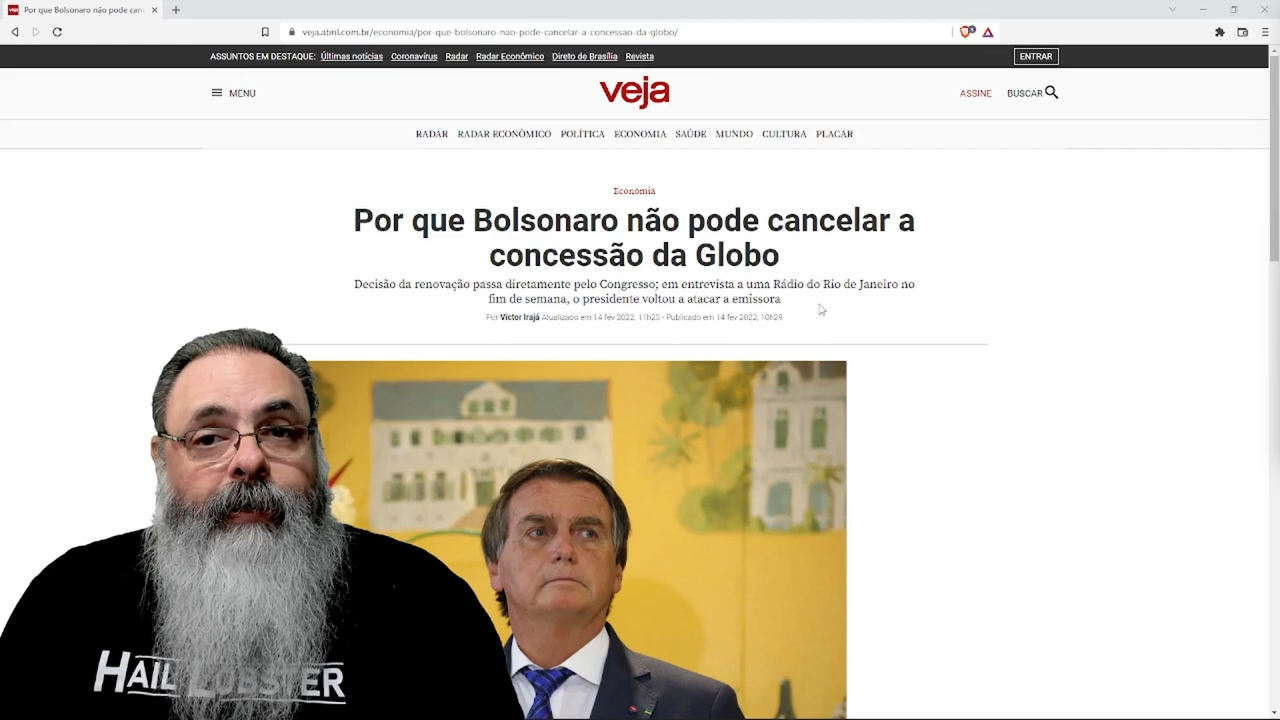 Por que Bolsonaro não pode can
veja.abril.com.br/economia/por-que-bolsonaro-nao-pode-cancelar-a-concessao-da-globo/
ASSUNTOS EM DESTAQUE: Últimas notícias Coronavírus Radar Radar Econômico Direto de Brasília Revista
ENTRAR
MENU
veja
ASSINE
BUSCAR
RADAR RADAR ECONÔMICO POLÍTICA ECONOMIA SAÚDE MUNDO CULTURA PLACAR
Economia
Por que Bolsonaro não pode cancelar a
concessão da Globo
Decisão da renovação passa diretamente pelo Congresso; em entrevista a uma Rádio do Rio de Janeiro no
fim de semana, o presidente voltou a atacar a emissora
Por Victor Irajá Atualizado em 14 fev 2022, 11h23 - Publicado em 14 fev 2022, 10h29
HAIL LOBSTER